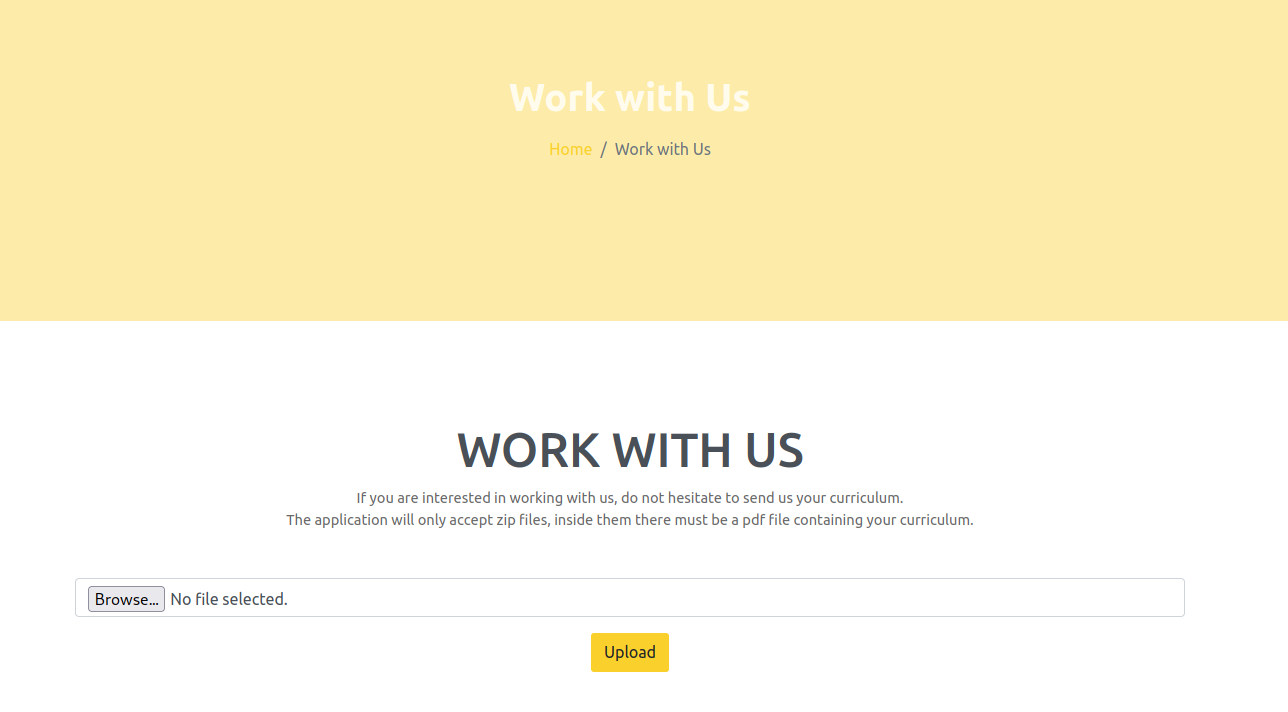 Work with Us
Home / Work with Us
WORK WITH US
If you are interested in working with us, do not hesitate to send us your curriculum.
The application will only accept zip files, inside them there must be a pdf file containing your curriculum.
Browse... No file selected.
Upload